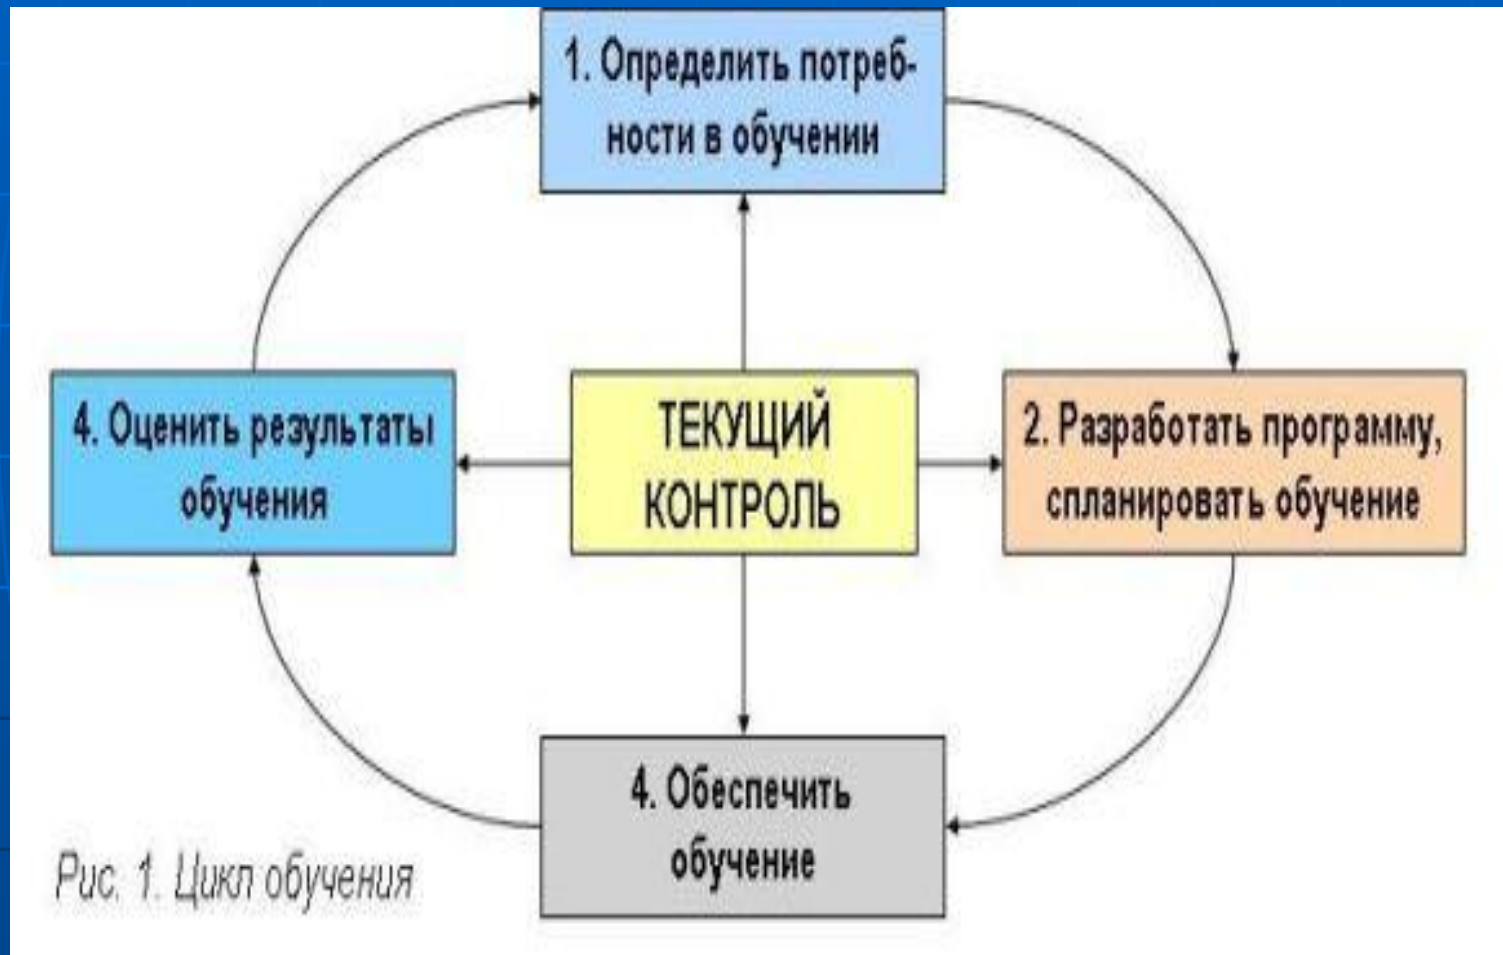 1. Определить потреб-
ности в обучении
4. Оценить результаты
обучения
ТЕКУЩИЙ
КОНТРОЛЬ
2. Разработать программу,
спланировать обучение
4. Обеспечить
обучение
Рис. 1. Цикл обучения